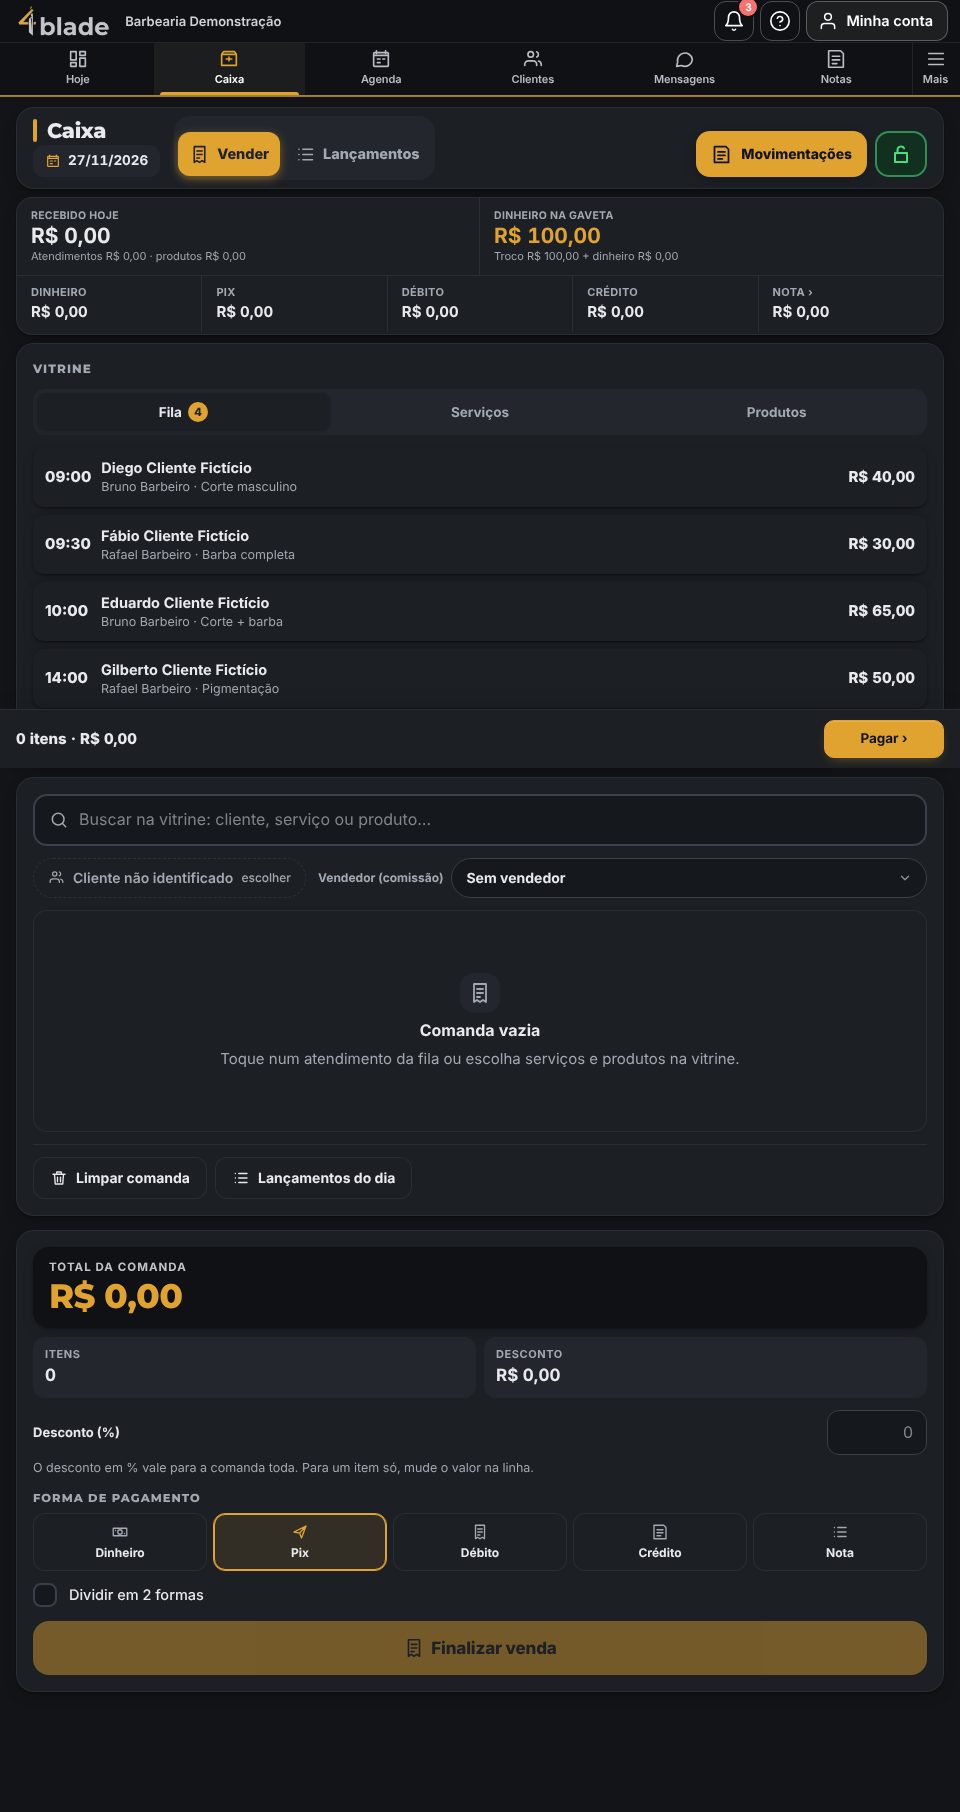 4blade
Barbearia Demonstração
3
Minha conta
Hoje
Caixa
Agenda
Clientes
Mensagens
Notas
Mais
Caixa
27/11/2026
Vender
Lançamentos
Movimentações
RECEBIDO HOJE
R$ 0,00
Atendimentos R$ 0,00 · produtos R$ 0,00
DINHEIRO NA GAVETA
R$ 100,00
Troco R$ 100,00 + dinheiro R$ 0,00
DINHEIRO
R$ 0,00
PIX
R$ 0,00
DÉBITO
R$ 0,00
CRÉDITO
R$ 0,00
NOTA ›
R$ 0,00
VITRINE
Fila 4
Serviços
Produtos
09:00
Diego Cliente Fictício
Bruno Barbeiro · Corte masculino
R$ 40,00
09:30
Fábio Cliente Fictício
Rafael Barbeiro · Barba completa
R$ 30,00
10:00
Eduardo Cliente Fictício
Bruno Barbeiro · Corte + barba
R$ 65,00
14:00
Gilberto Cliente Fictício
Rafael Barbeiro · Pigmentação
R$ 50,00
0 itens · R$ 0,00
Pagar ›
Buscar na vitrine: cliente, serviço ou produto...
Cliente não identificado escolher
Vendedor (comissão)
Sem vendedor
Comanda vazia
Toque num atendimento da fila ou escolha serviços e produtos na vitrine.
Limpar comanda
Lançamentos do dia
TOTAL DA COMANDA
R$ 0,00
ITENS
0
DESCONTO
R$ 0,00
Desconto (%)
0
O desconto em % vale para a comanda toda. Para um item só, mude o valor na linha.
FORMA DE PAGAMENTO
Dinheiro
Pix
Débito
Crédito
Nota
Dividir em 2 formas
Finalizar venda